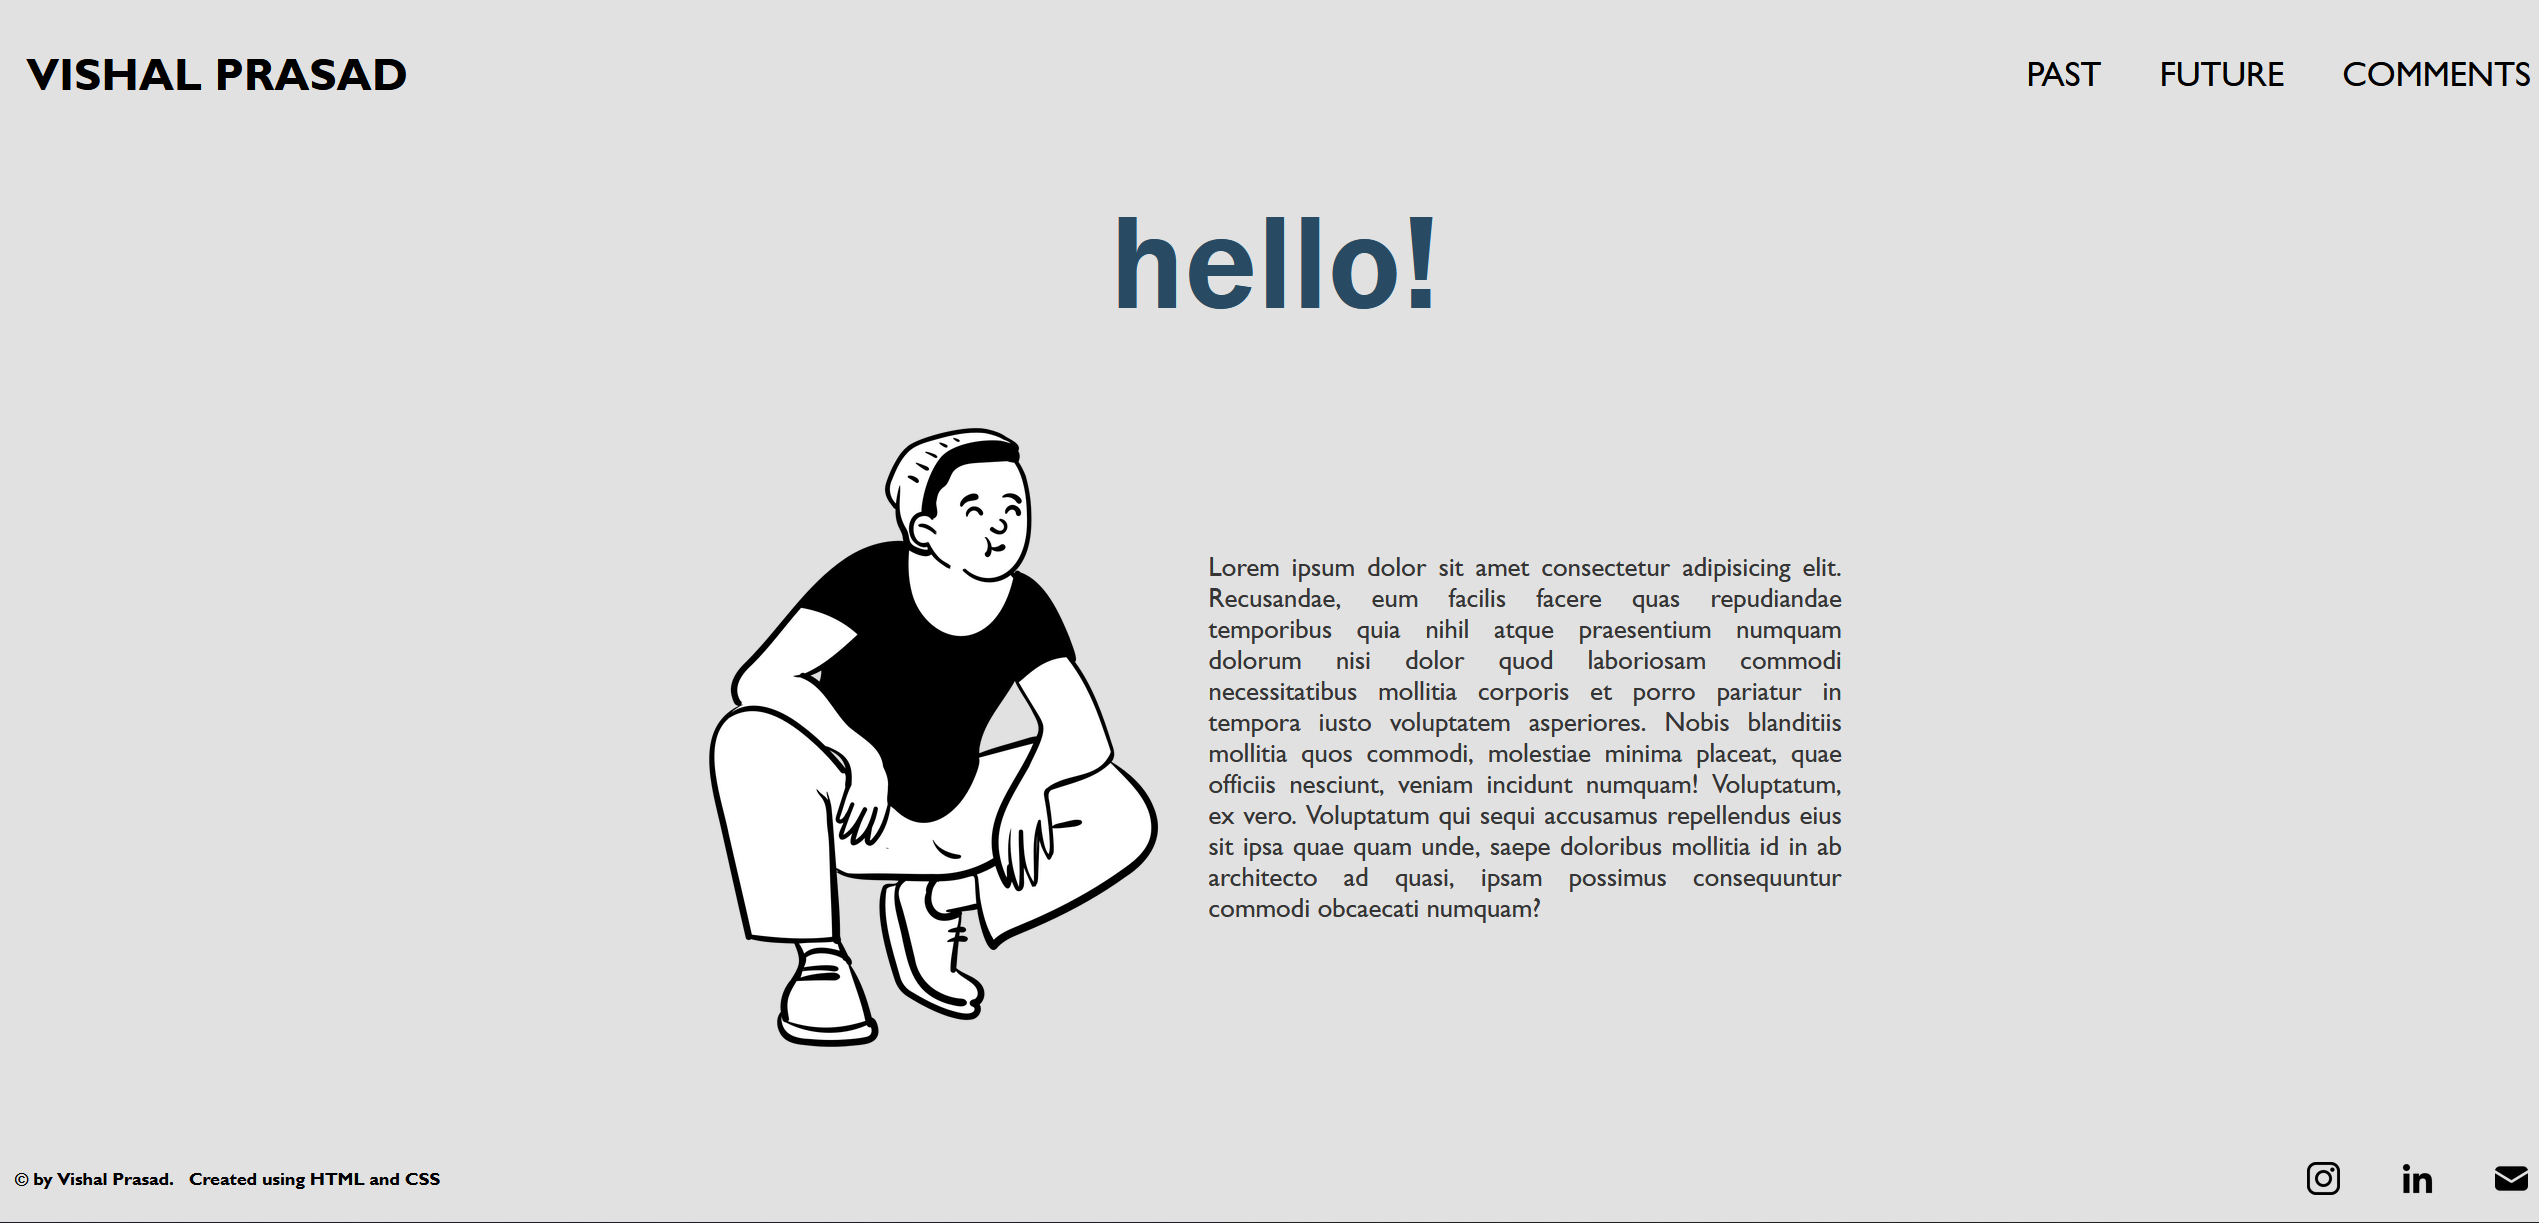 VISHAL PRASAD
PAST FUTURE COMMENTS
hello!
Lorem ipsum dolor sit amet consectetur adipisicing elit.
Recusandae, eum facilis facere quas repudiandae
temporibus quia nihil atque praesentium numquam
dolorum nisi dolor quod laboriosam commodi
necessitatibus mollitia corporis et porro pariatur in
tempora iusto voluptatem asperiores. Nobis blanditiis
mollitia quos commodi, molestiae minima placeat, quae
officiis nesciunt, veniam incidunt numquam! Voluptatum,
ex vero. Voluptatum qui sequi accusamus repellendus eius
sit ipsa quae quam unde, saepe doloribus mollitia id in ab
architecto ad quasi, ipsam possimus consequuntur
commodi obcaecati numquam?
© by Vishal Prasad. Created using HTML and CSS
in